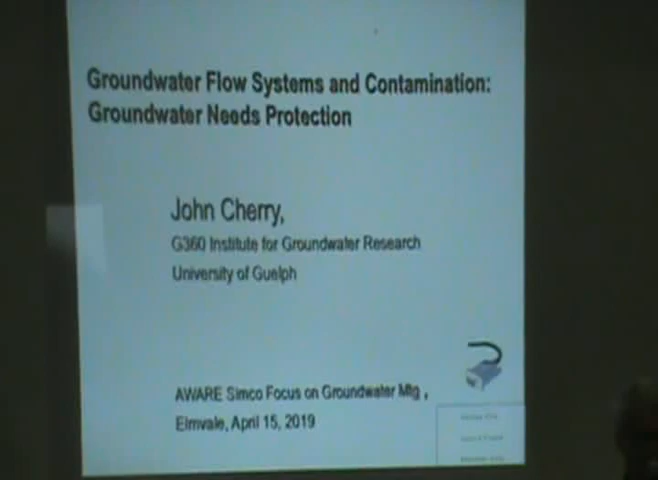 Groundwater Flow Systems and Contamination:
Groundwater Needs Protection
John Cherry,
G360 Institute for Groundwater Research
University of Guelph
AWARE Simco Focus on Groundwater Mtg ,
Elmvale, April 15, 2019